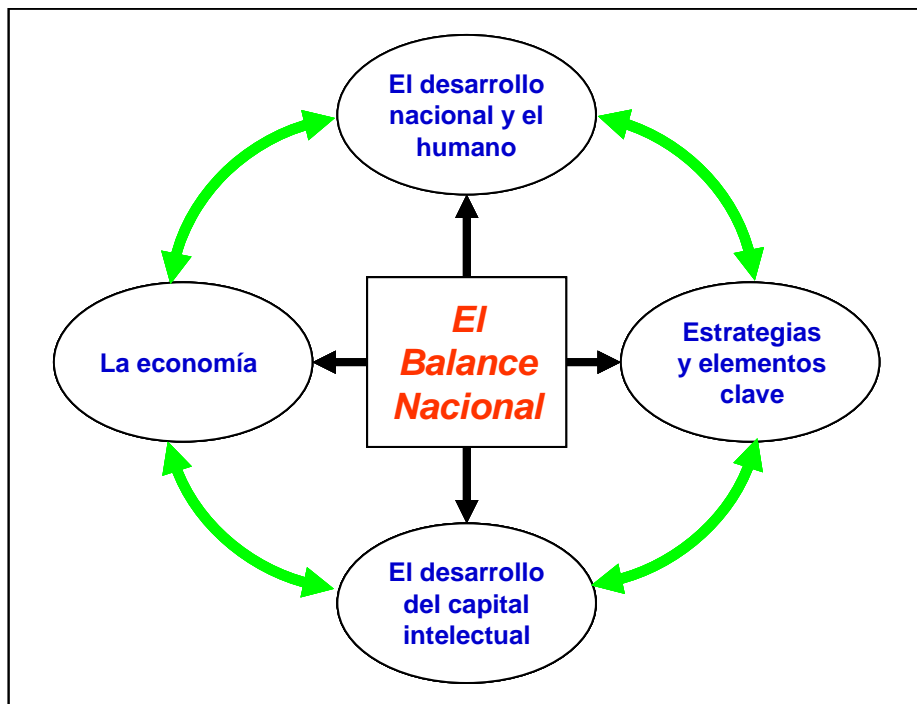 El desarrollo
nacional y el
humano
La economía
El
Balance
Nacional
Estrategias
y elementos
clave
El desarrollo
del capital
intelectual